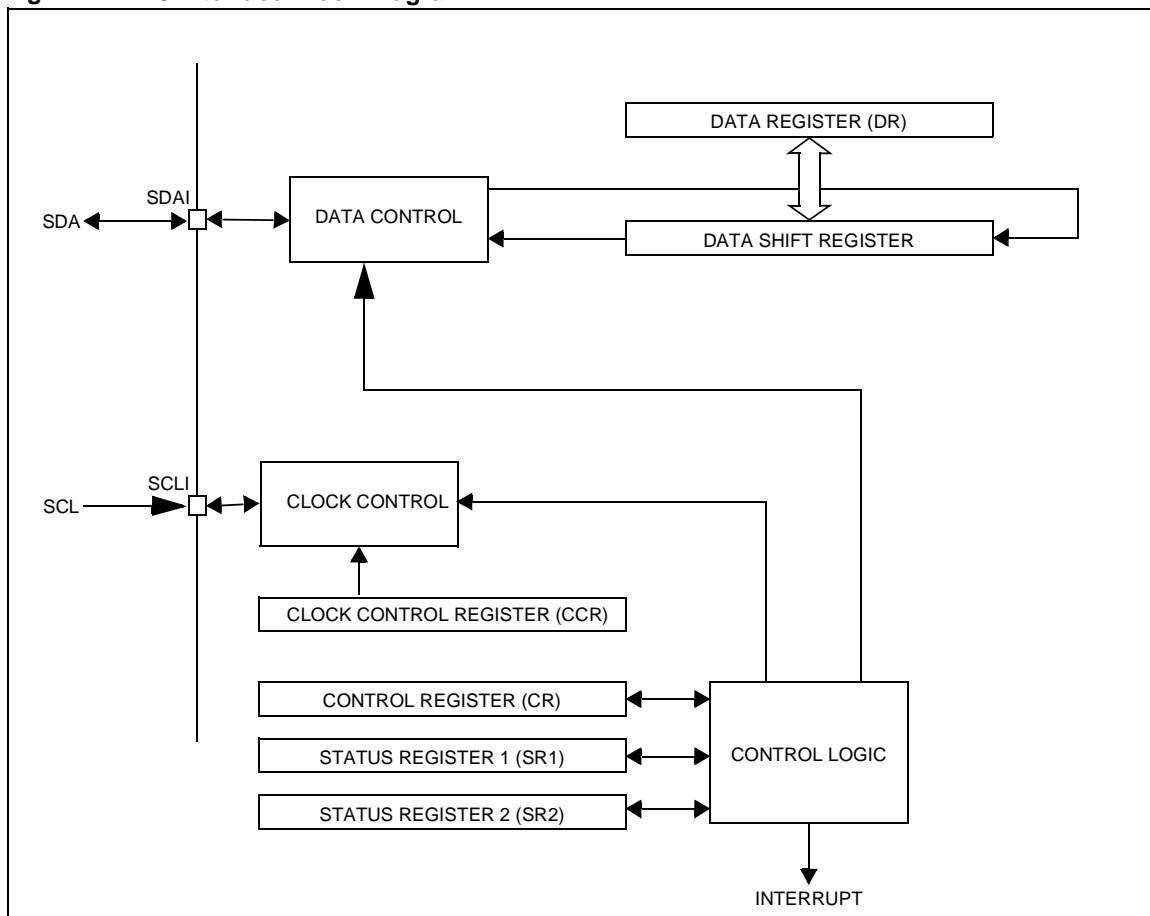 DATA REGISTER (DR)
SDAI
SDA
DATA CONTROL
DATA SHIFT REGISTER
SCLI
SCL
CLOCK CONTROL
CLOCK CONTROL REGISTER (CCR)
CONTROL REGISTER (CR)
STATUS REGISTER 1 (SR1)
CONTROL LOGIC
STATUS REGISTER 2 (SR2)
INTERRUPT